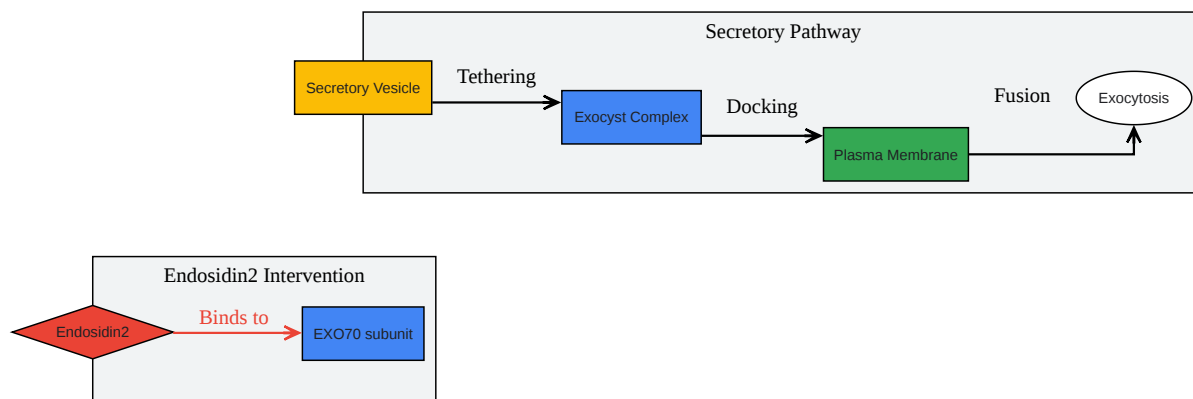 Secretory Pathway
Secretory Vesicle
Tethering
Exocyst Complex
Docking
Plasma Membrane
Fusion
Exocytosis
Endosidin2 Intervention
Endosidin2
Binds to
EXO70 subunit